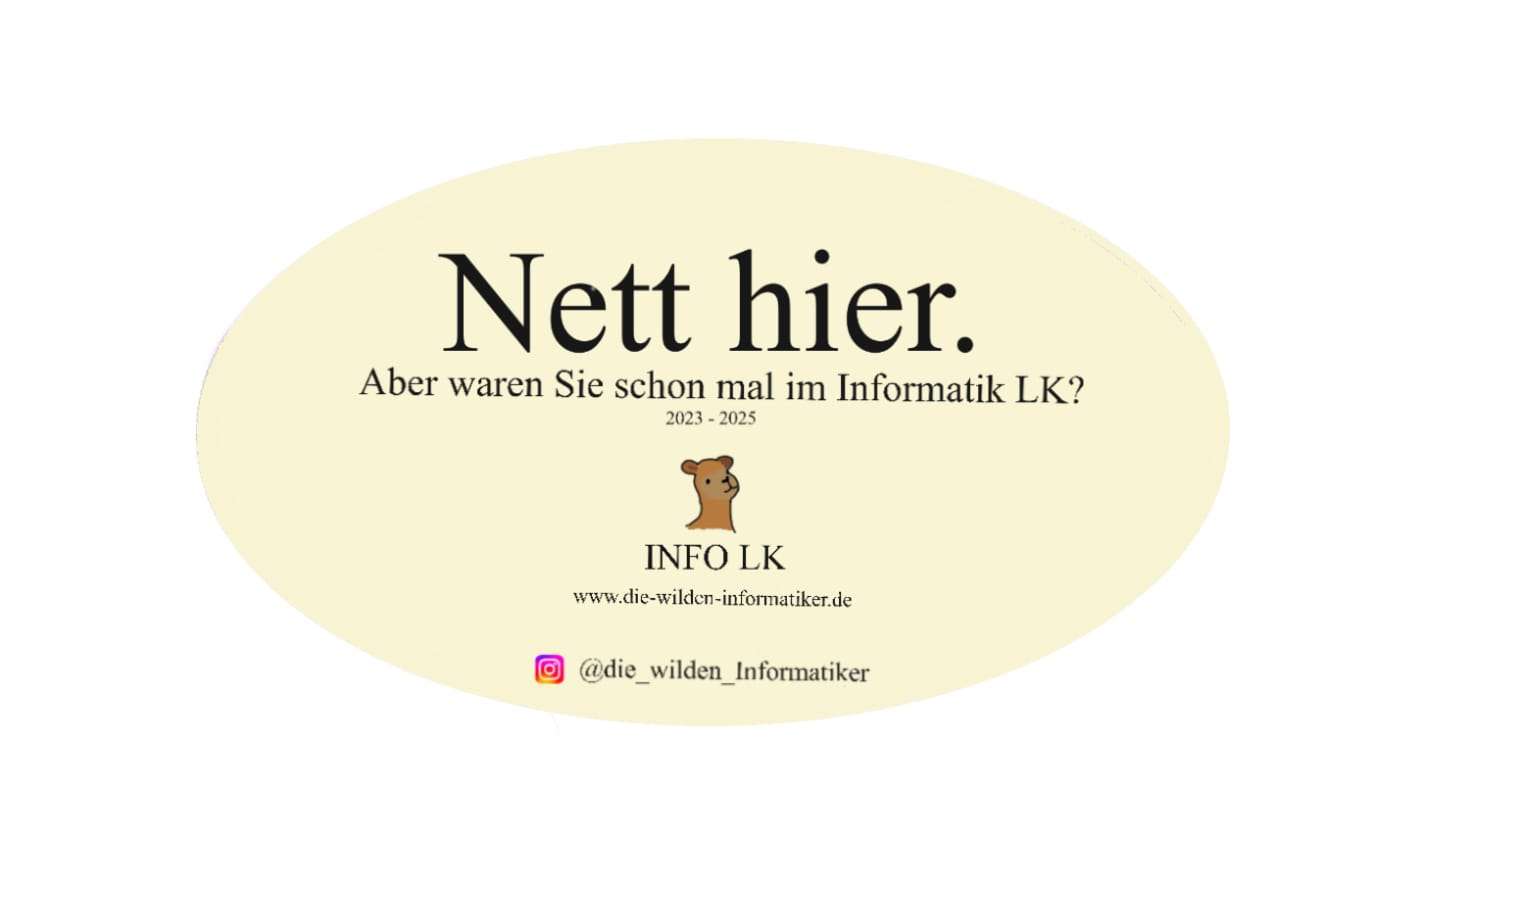 Nett hier.
Aber waren Sie schon mal im Informatik LK?
2023 - 2025
INFO LK
www.die-wilden-informatiker.de
@die_wilden_Informatiker